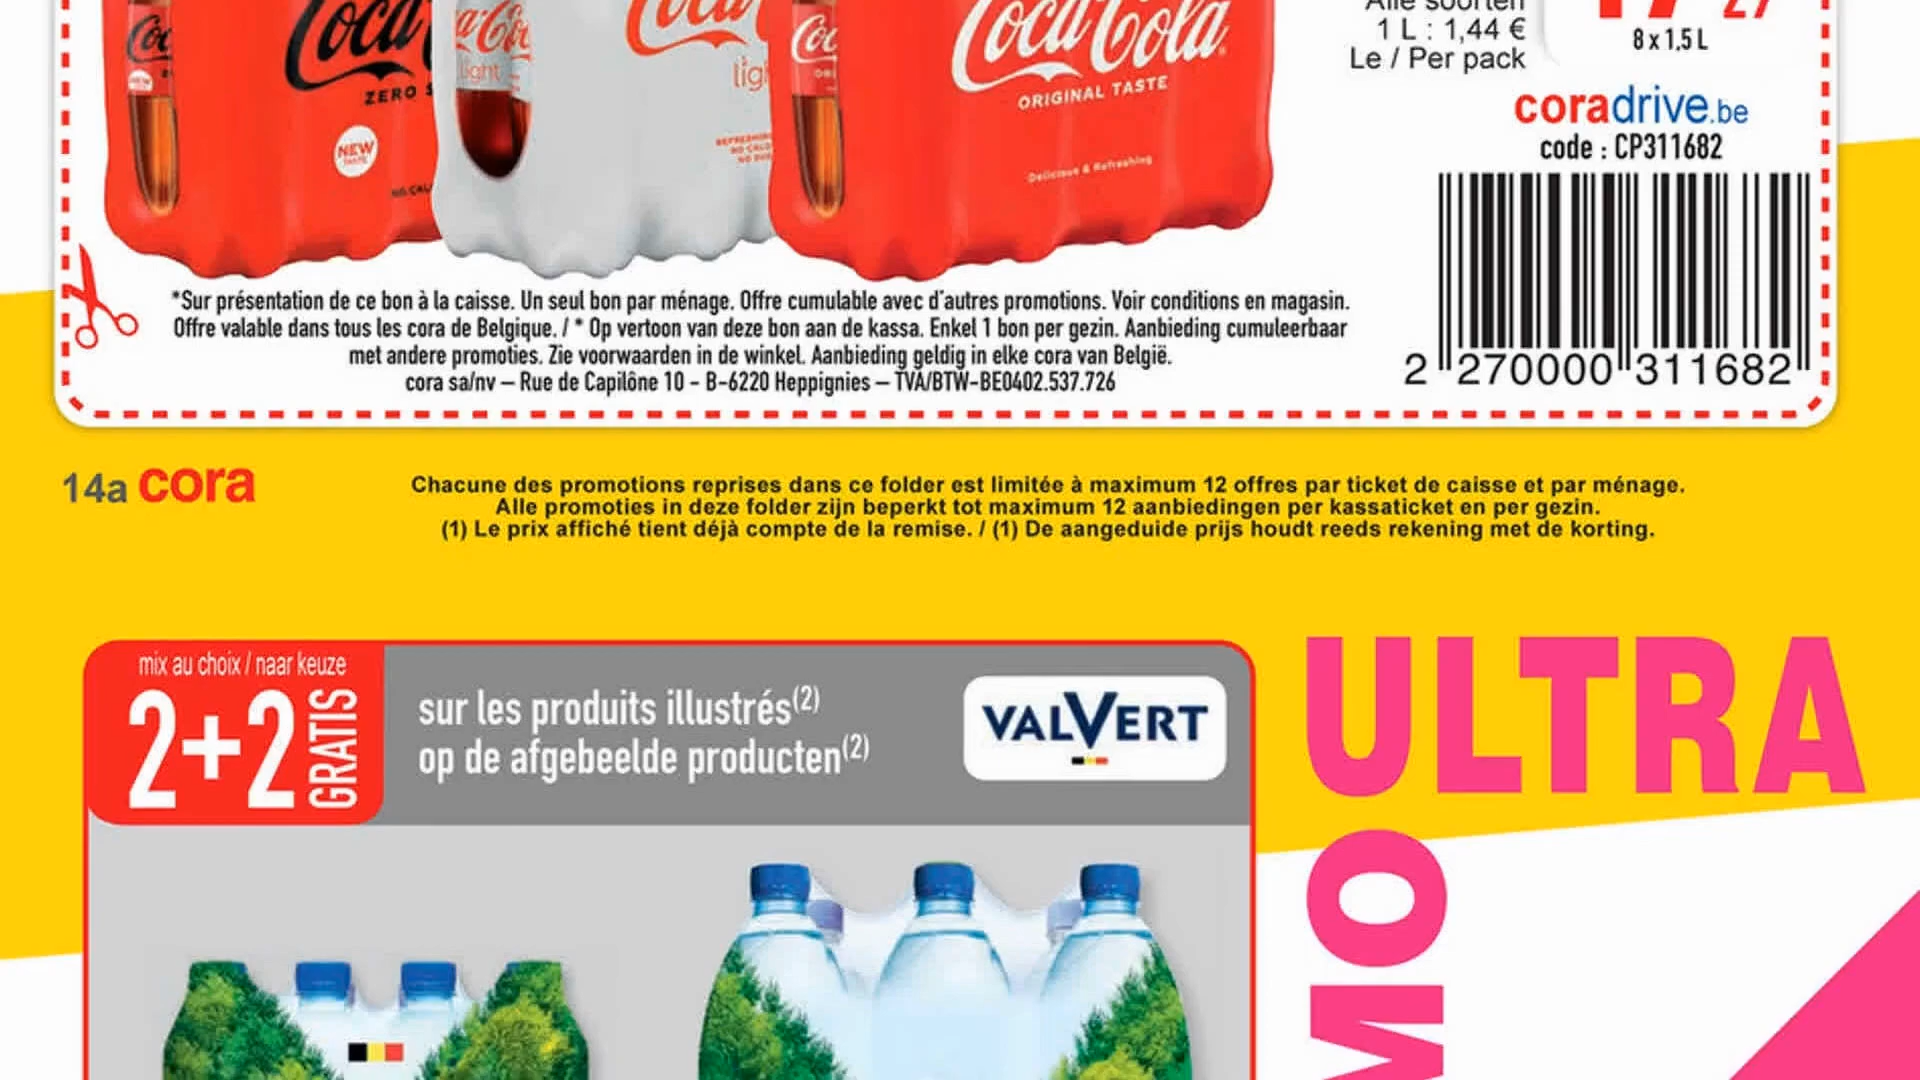 Alle soorten
1 L : 1,44 €
Le / Per pack
8 x 1,5 L
Coca-Cola
ZERO
NEW
light
Coca-Cola
ORIGINAL TASTE
Delicious & Refreshing
coradrive.be
code : CP311682
*Sur présentation de ce bon à la caisse. Un seul bon par ménage. Offre cumulable avec d'autres promotions. Voir conditions en magasin.
Offre valable dans tous les cora de Belgique. / * Op vertoon van deze bon aan de kassa. Enkel 1 bon per gezin. Aanbieding cumuleerbaar
met andere promoties. Zie voorwaarden in de winkel. Aanbieding geldig in elke cora van België.
cora sa/nv – Rue de Capilône 10 - B-6220 Heppignies – TVA/BTW-BE0402.537.726
2 270000 311682
14a cora
Chacune des promotions reprises dans ce folder est limitée à maximum 12 offres par ticket de caisse et par ménage.
Alle promoties in deze folder zijn beperkt tot maximum 12 aanbiedingen per kassaticket en per gezin.
(1) Le prix affiché tient déjà compte de la remise. / (1) De aangeduide prijs houdt reeds rekening met de korting.
mix au choix / naar keuze
2+2 GRATIS
sur les produits illustrés(2)
op de afgebeelde producten(2)
VALVERT
ULTRA
MO